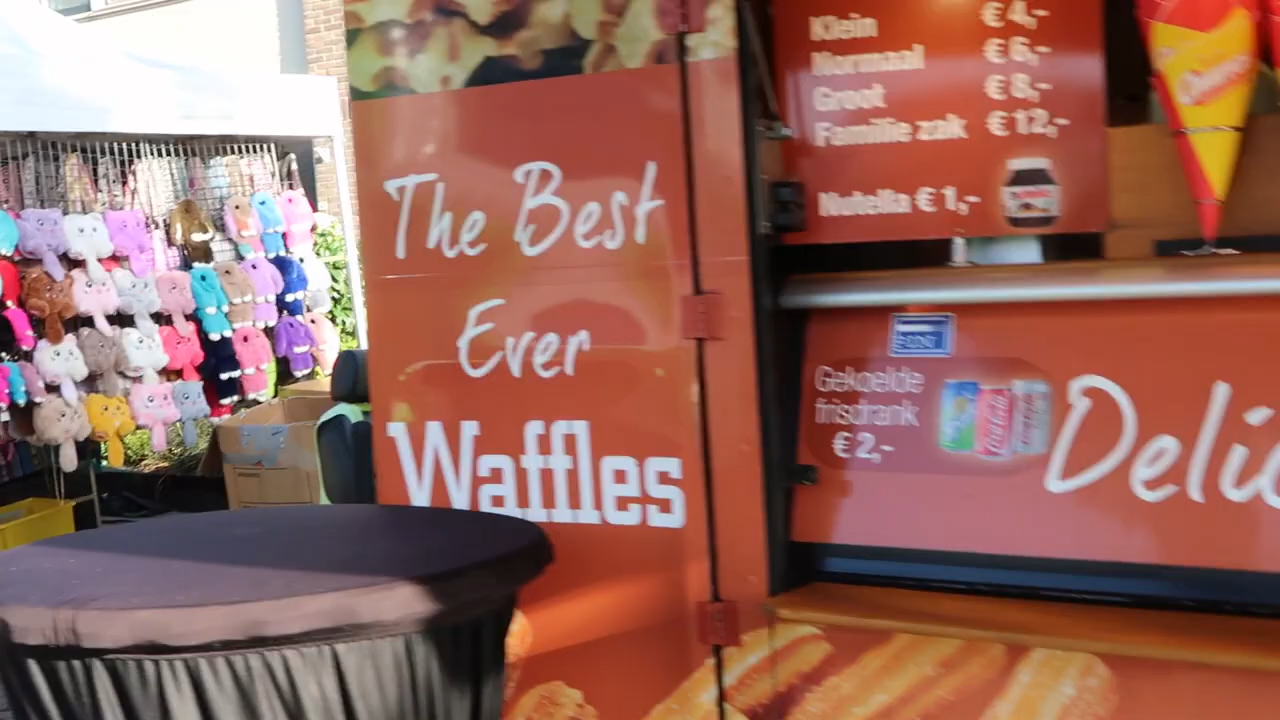 The Best
Ever
Waffles
Klein € 4,-
Normaal € 6,-
Groot € 8,-
Familie zak € 12,-
Nutella € 1,-
Gekoelde
frisdrank
€ 2,-
Deli